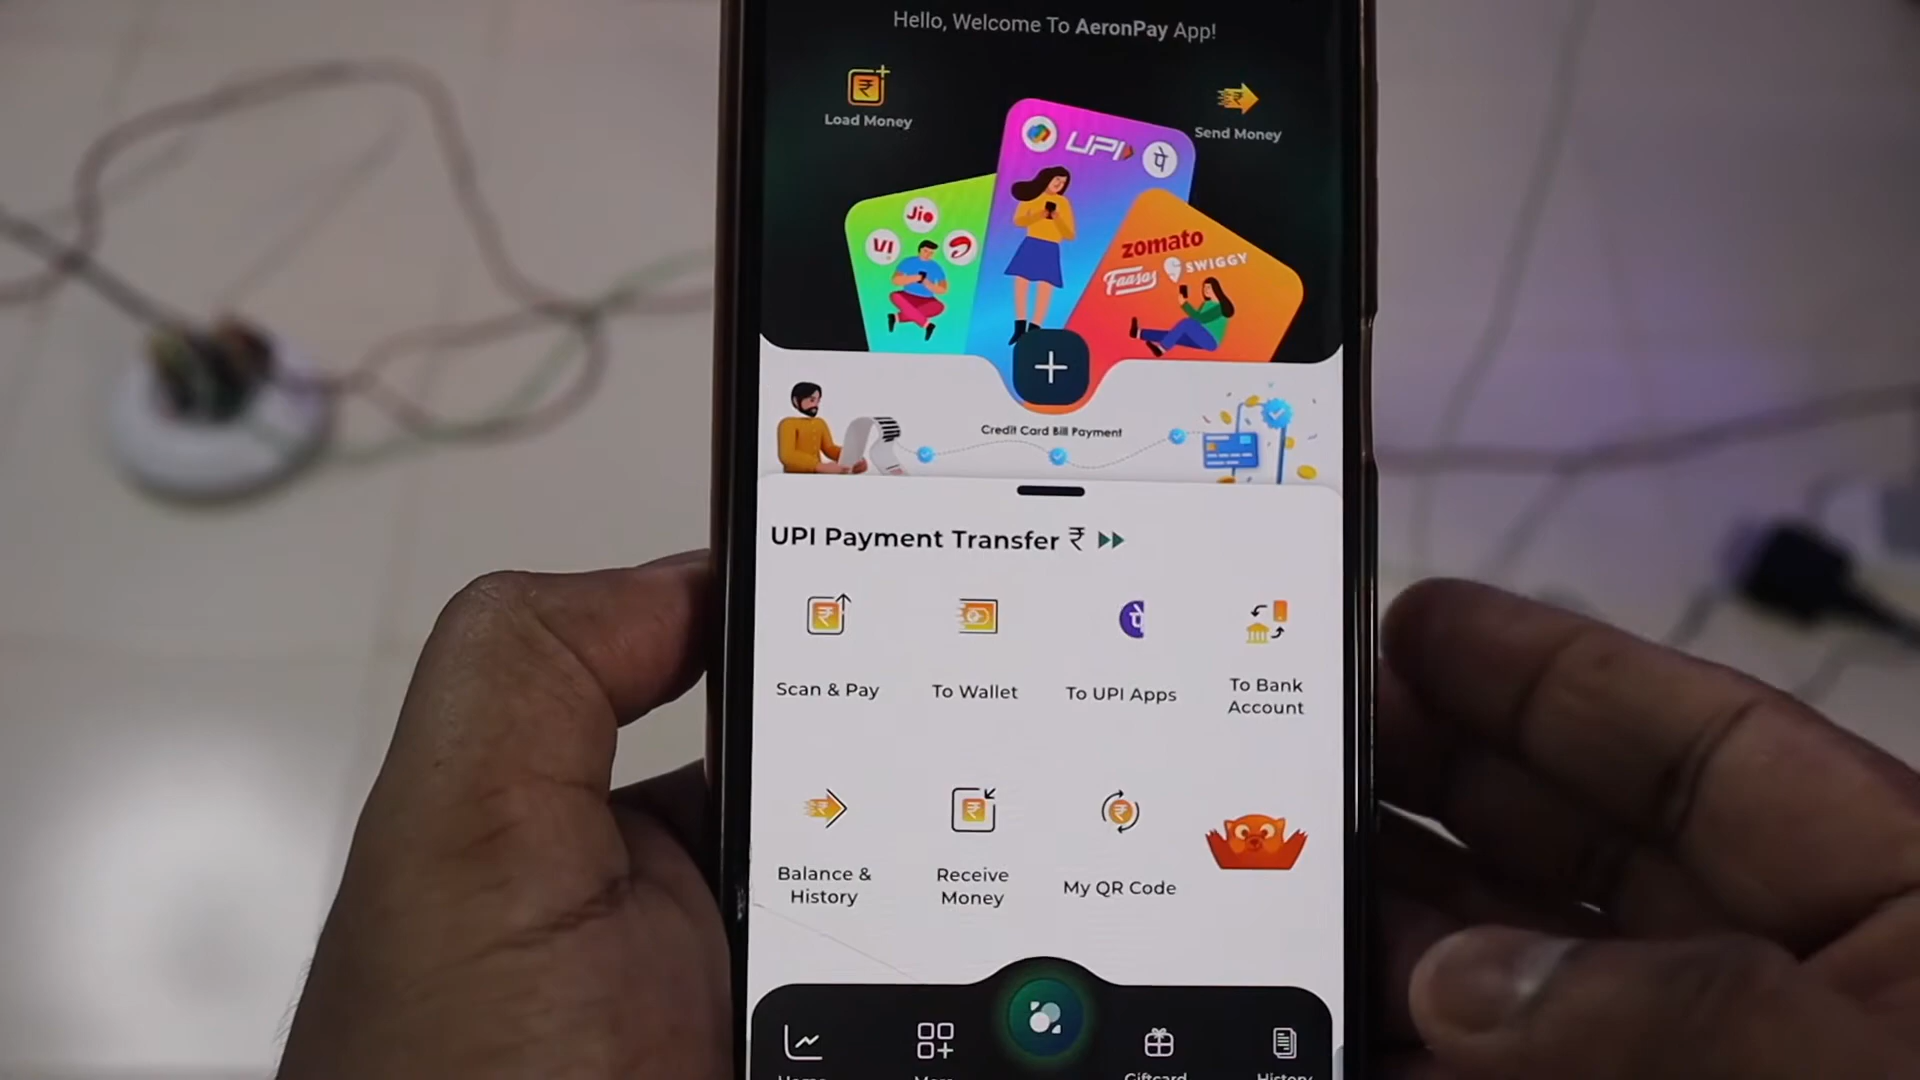 Hello, Welcome To AeronPay App!
Load Money
Send Money
UPI
पे
Jio
VI
zomato
Faasos
SWIGGY
Credit Card Bill Payment
UPI Payment Transfer ₹
पे
Scan & Pay
To Wallet
To UPI Apps
To Bank
Account
Balance &
History
Receive
Money
My QR Code
Giftcard
History